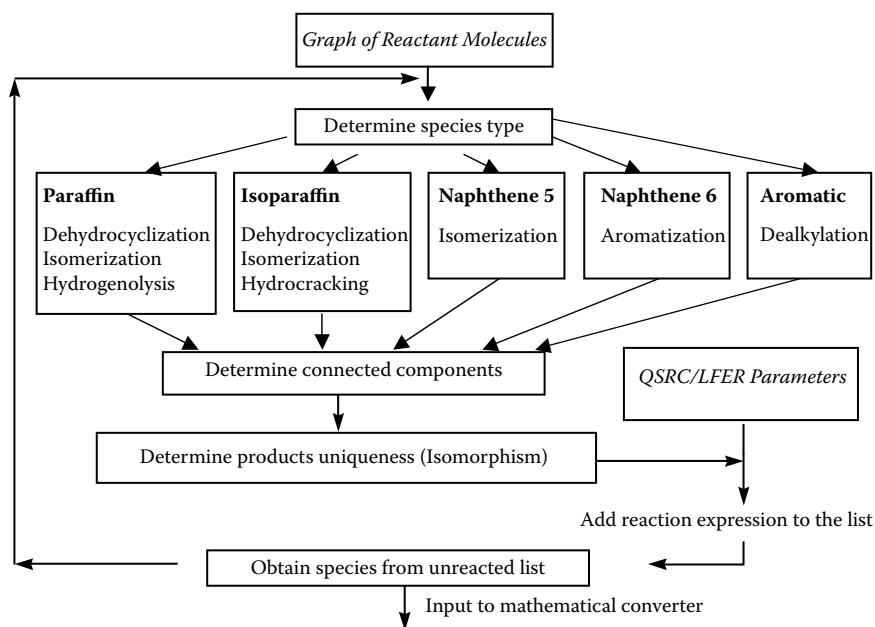 Graph of Reactant Molecules
Determine species type
Paraffin
Dehydrocyclization
Isomerization
Hydrogenolysis
Isoparaffin
Dehydrocyclization
Isomerization
Hydrocracking
Naphthene 5
Isomerization
Naphthene 6
Aromatization
Aromatic
Dealkylation
Determine connected components
QSRC/LFER Parameters
Determine products uniqueness (Isomorphism)
Add reaction expression to the list
Obtain species from unreacted list
Input to mathematical converter